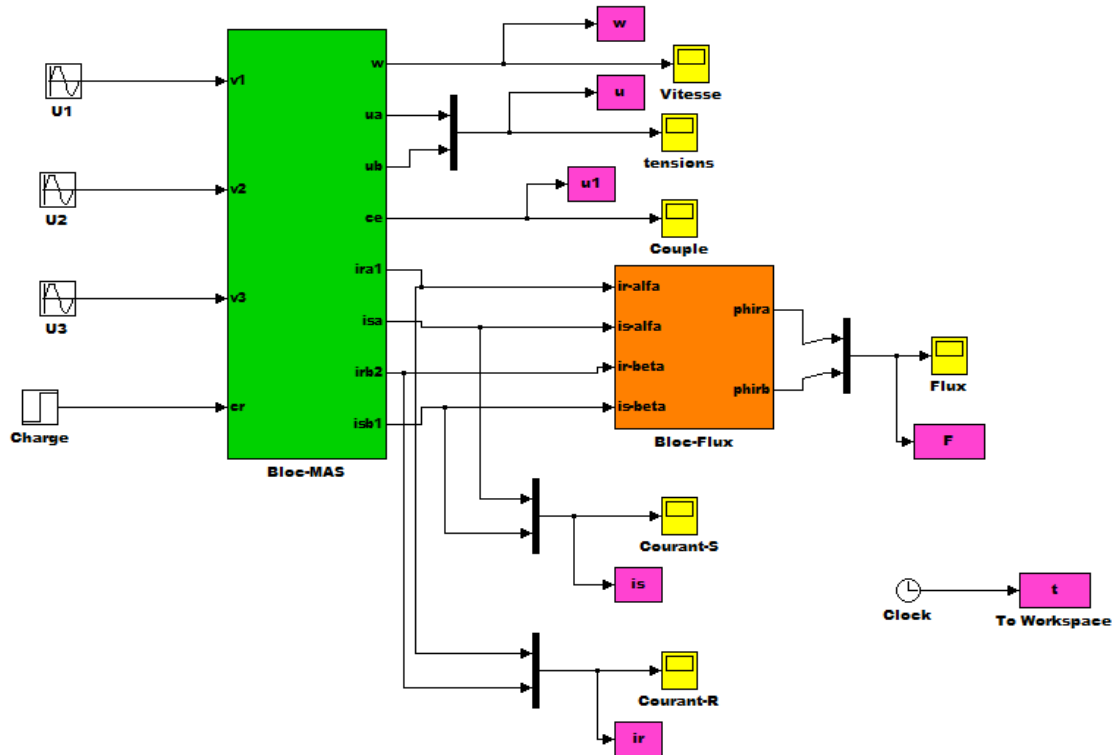 U1
U2
U3
Charge
v1
v2
v3
cr
w
ua
ub
ce
ira1
isa
irb2
isb1
Bloc-MAS
w
Vitesse
u
tensions
u1
Couple
ir-alfa
is-alfa
ir-beta
is-beta
phira
phirb
Bloc-Flux
Flux
F
Courant-S
is
Courant-R
ir
Clock
t
To Workspace